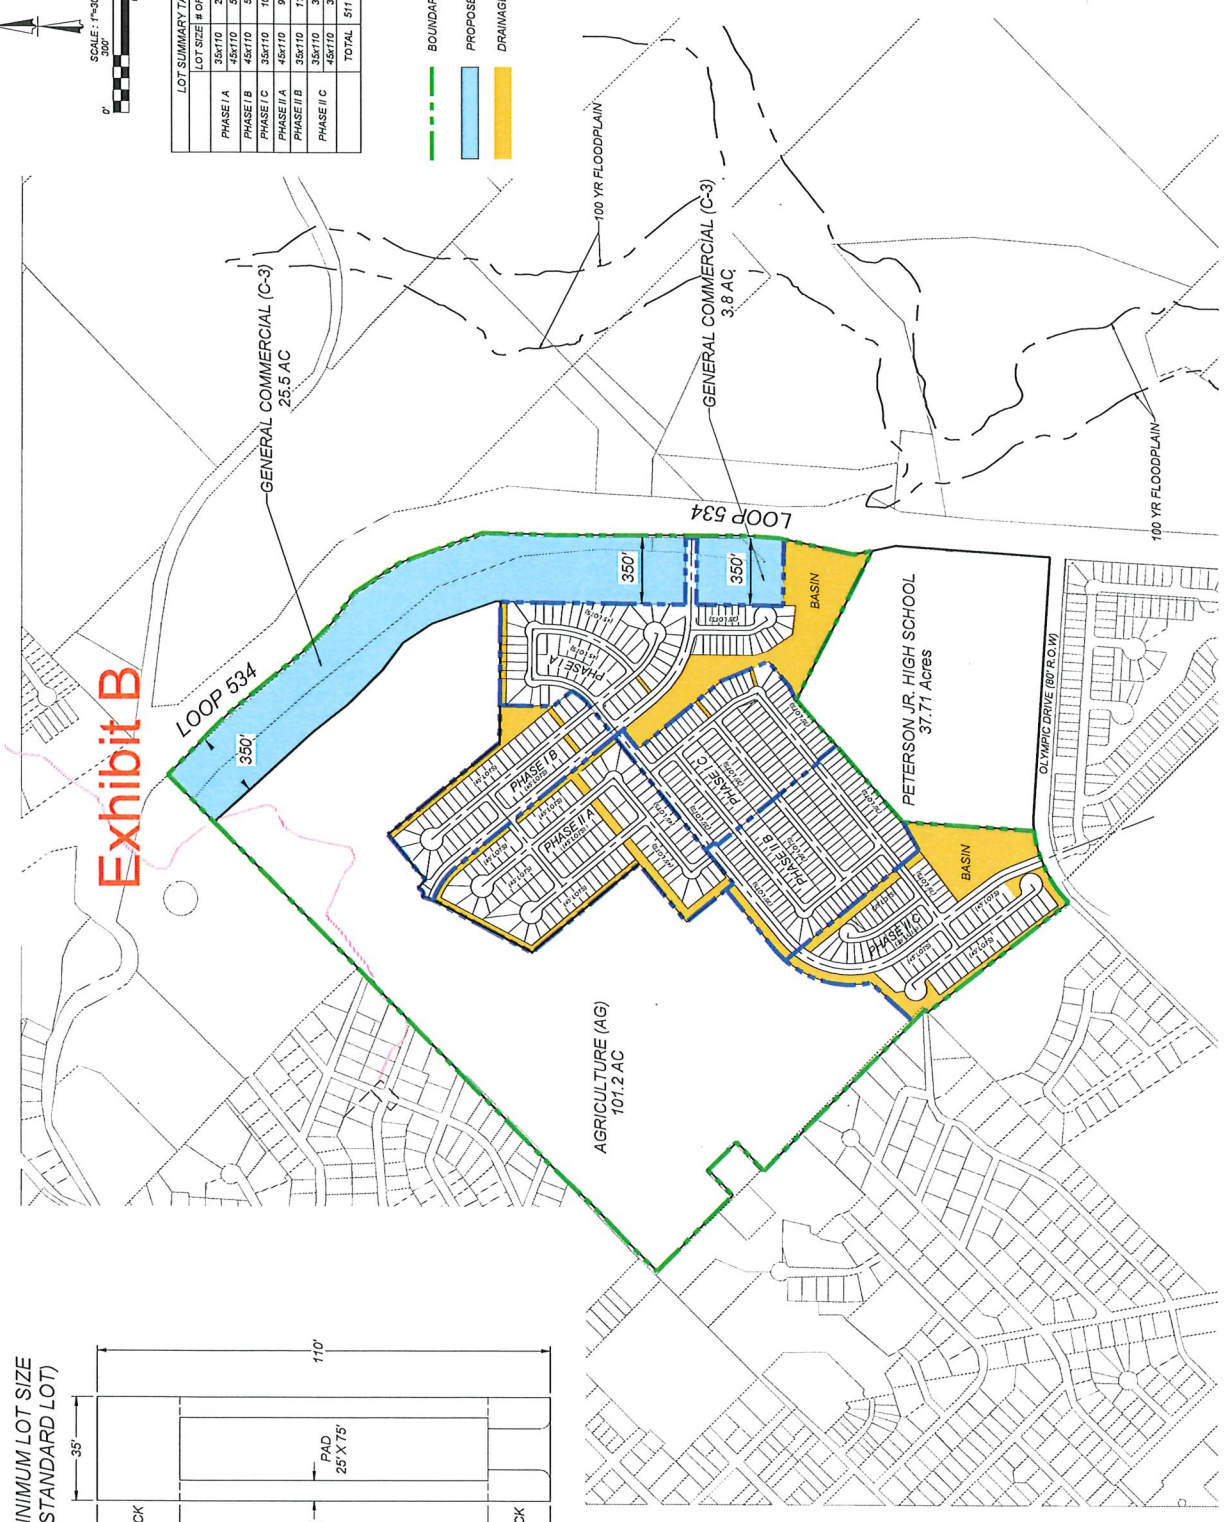 Exhibit B
SCALE : 1"=30
0'
300'
LOT SUMMARY TA
LOT SIZE
# OF
PHASE I A
35x110
45x110
PHASE I B
45x110
PHASE I C
35x110
PHASE II A
45x110
PHASE II B
35x110
PHASE II C
35x110
45x110
TOTAL
511
BOUNDAR
PROPOSE
DRAINAGE
GENERAL COMMERCIAL (C-3)
25.5 AC
100 YR FLOODPLAIN
GENERAL COMMERCIAL (C-3)
3.8 AC
100 YR FLOODPLAIN
LOOP 534
LOOP 534
350'
350'
350'
BASIN
PHASE I A
PHASE I B
PHASE I C
PHASE II A
PHASE II B
PHASE II C
BASIN
PETERSON JR. HIGH SCHOOL
37.71 Acres
OLYMPIC DRIVE (80' R.O.W)
AGRICULTURE (AG)
101.2 AC
INIMUM LOT SIZE
STANDARD LOT)
35'
110'
PAD
25' X 75'
CK
CK